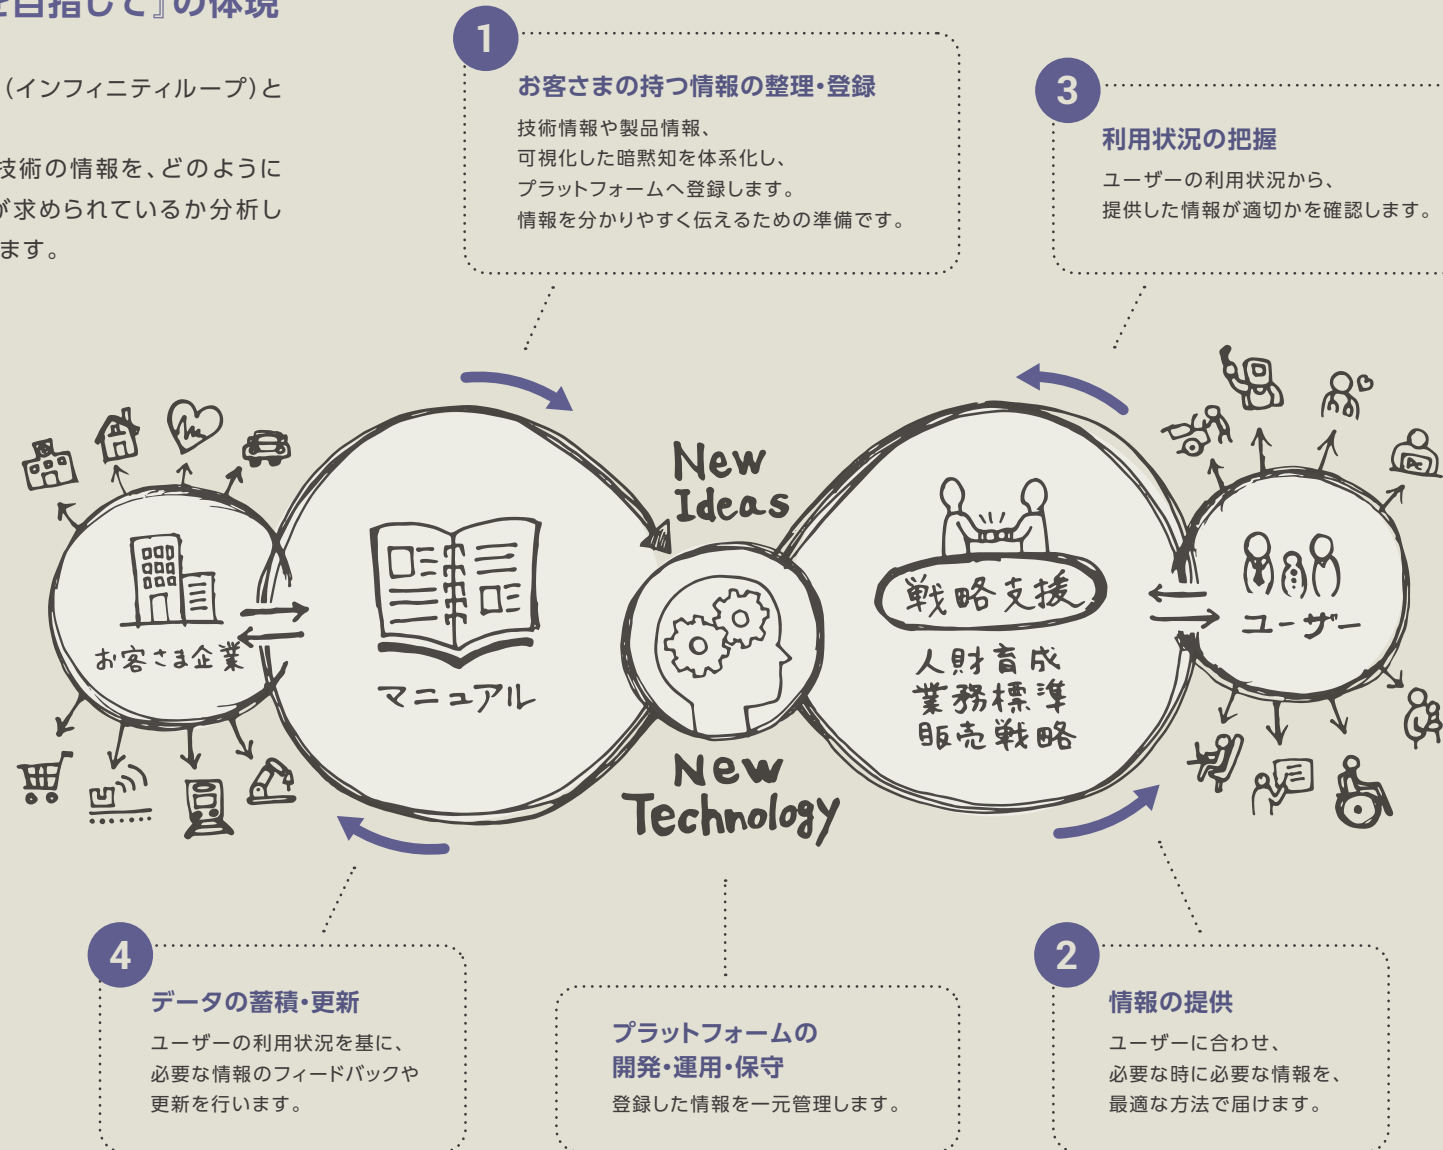 を目指して』の体現
（インフィニティループ）と
技術の情報を、どのように
が求められているか分析し
ます。
1
お客さまの持つ情報の整理・登録
技術情報や製品情報、
可視化した暗黙知を体系化し、
プラットフォームへ登録します。
情報を分かりやすく伝えるための準備です。
3
利用状況の把握
ユーザーの利用状況から、
提供した情報が適切かを確認します。
お客さま企業
マニュアル
New
Ideas
New
Technology
戦略支援
人財育成
業務標準
販売戦略
ユーザー
PC
4
データの蓄積・更新
ユーザーの利用状況を基に、
必要な情報のフィードバックや
更新を行います。
プラットフォームの
開発・運用・保守
登録した情報を一元管理します。
2
情報の提供
ユーザーに合わせ、
必要な時に必要な情報を、
最適な方法で届けます。